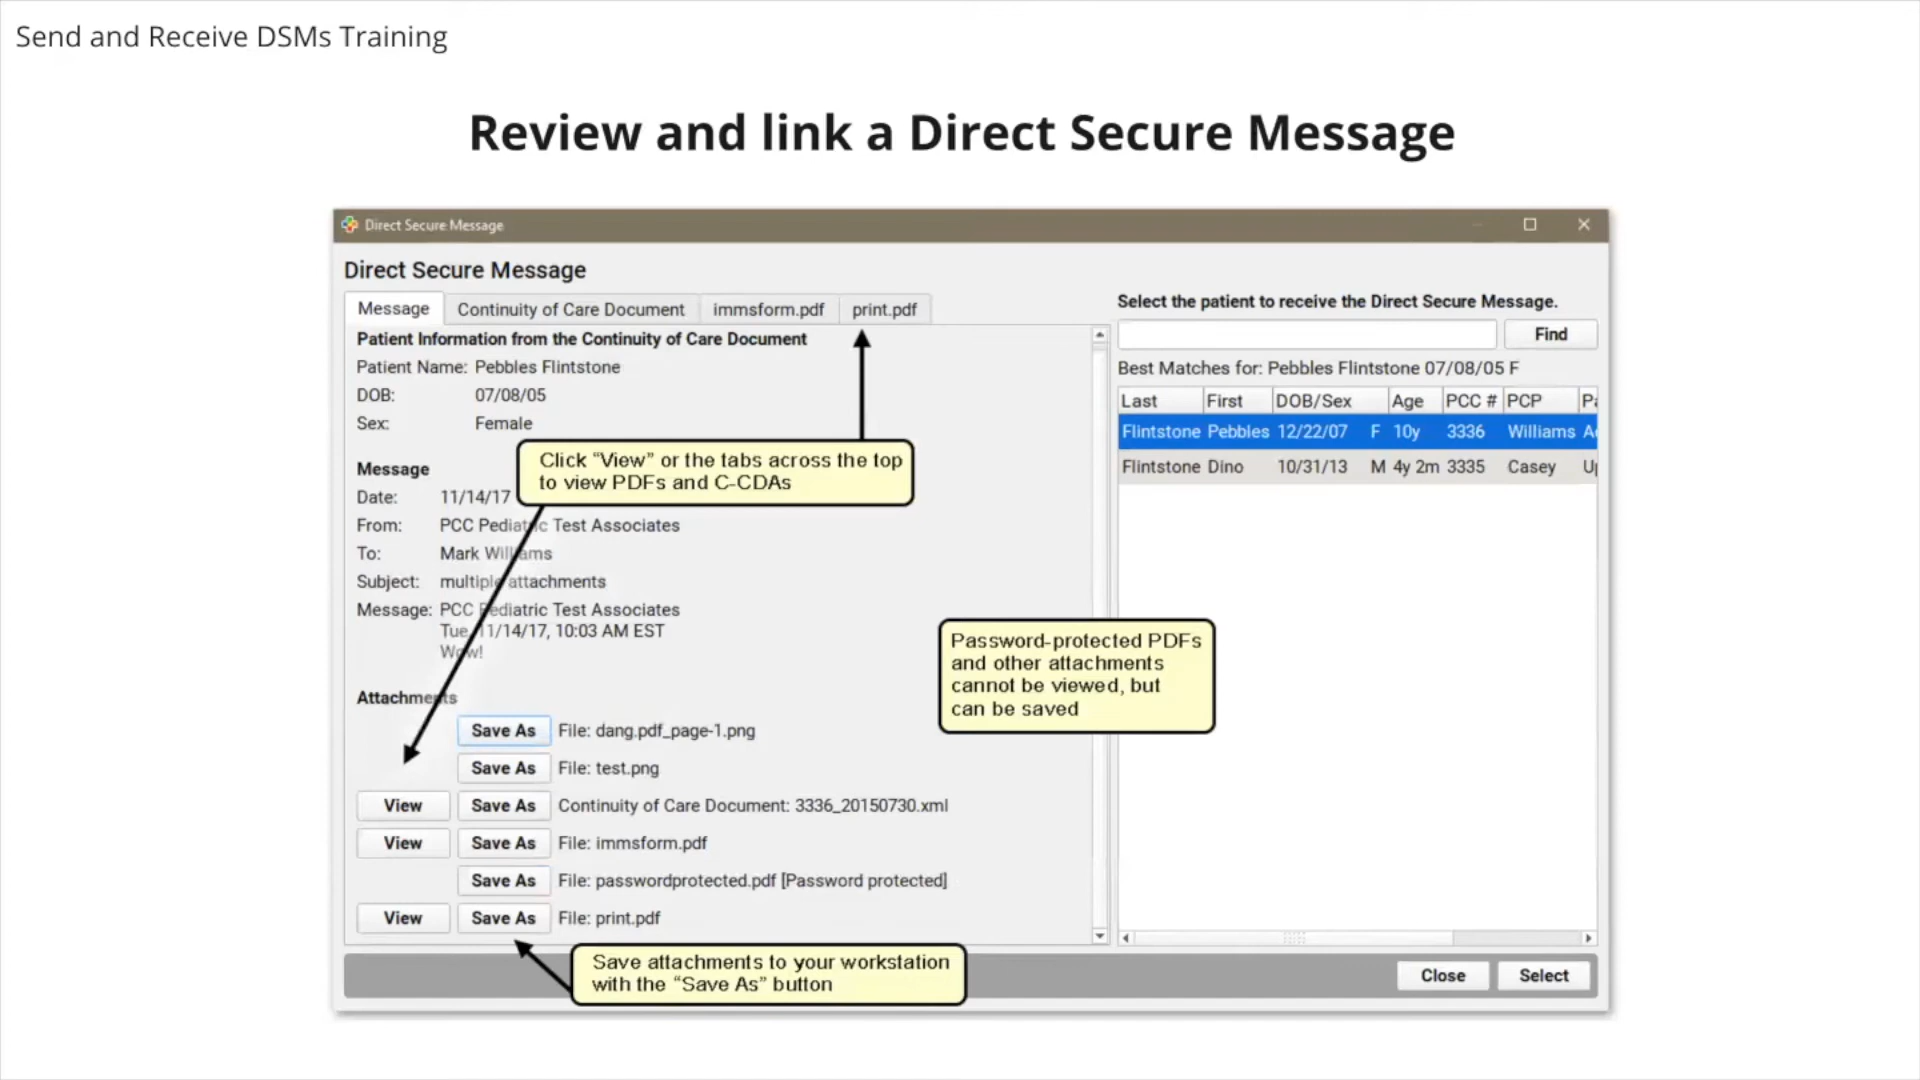 Send and Receive DSMs Training
Review and link a Direct Secure Message
Direct Secure Message
Direct Secure Message
Message
Continuity of Care Document
immsform.pdf
print.pdf
Patient Information from the Continuity of Care Document
Patient Name: Pebbles Flintstone
DOB: 07/08/05
Sex: Female
Click “View” or the tabs across the top
to view PDFs and C-CDAs
Message
Date: 11/14/17
From: PCC Pediatric Test Associates
To: Mark Williams
Subject: multiple attachments
Message: PCC Pediatric Test Associates
Tue, 11/14/17, 10:03 AM EST
Wow!
Attachments
Save As File: dang.pdf_page-1.png
Save As File: test.png
View Save As Continuity of Care Document: 3336_20150730.xml
View Save As File: immsform.pdf
Save As File: passwordprotected.pdf [Password protected]
View Save As File: print.pdf
Save attachments to your workstation
with the “Save As” button
Password-protected PDFs
and other attachments
cannot be viewed, but
can be saved
Select the patient to receive the Direct Secure Message.
Find
Best Matches for: Pebbles Flintstone 07/08/05 F
Last First DOB/Sex Age PCC # PCP
Flintstone Pebbles 12/22/07 F 10y 3336 Williams
Flintstone Dino 10/31/13 M 4y 2m 3335 Casey
Close Select